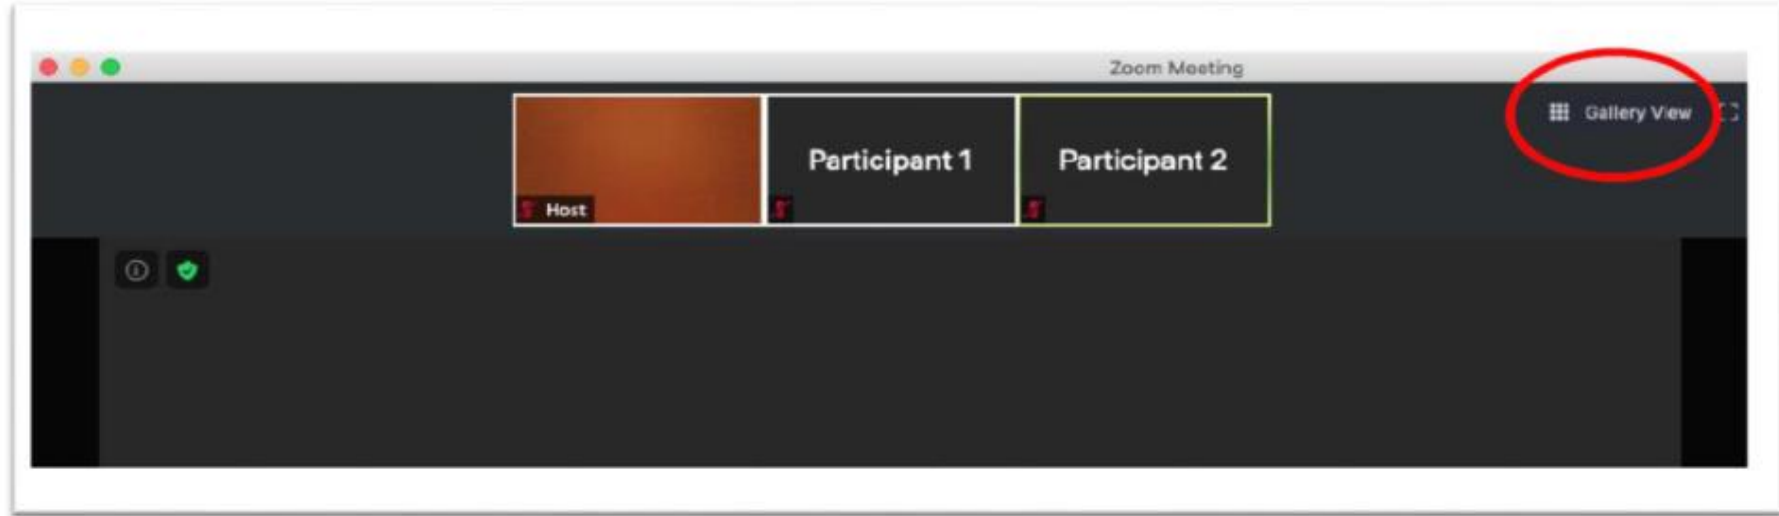 Zoom Meeting
Gallery View
Participant 1
Participant 2
Host